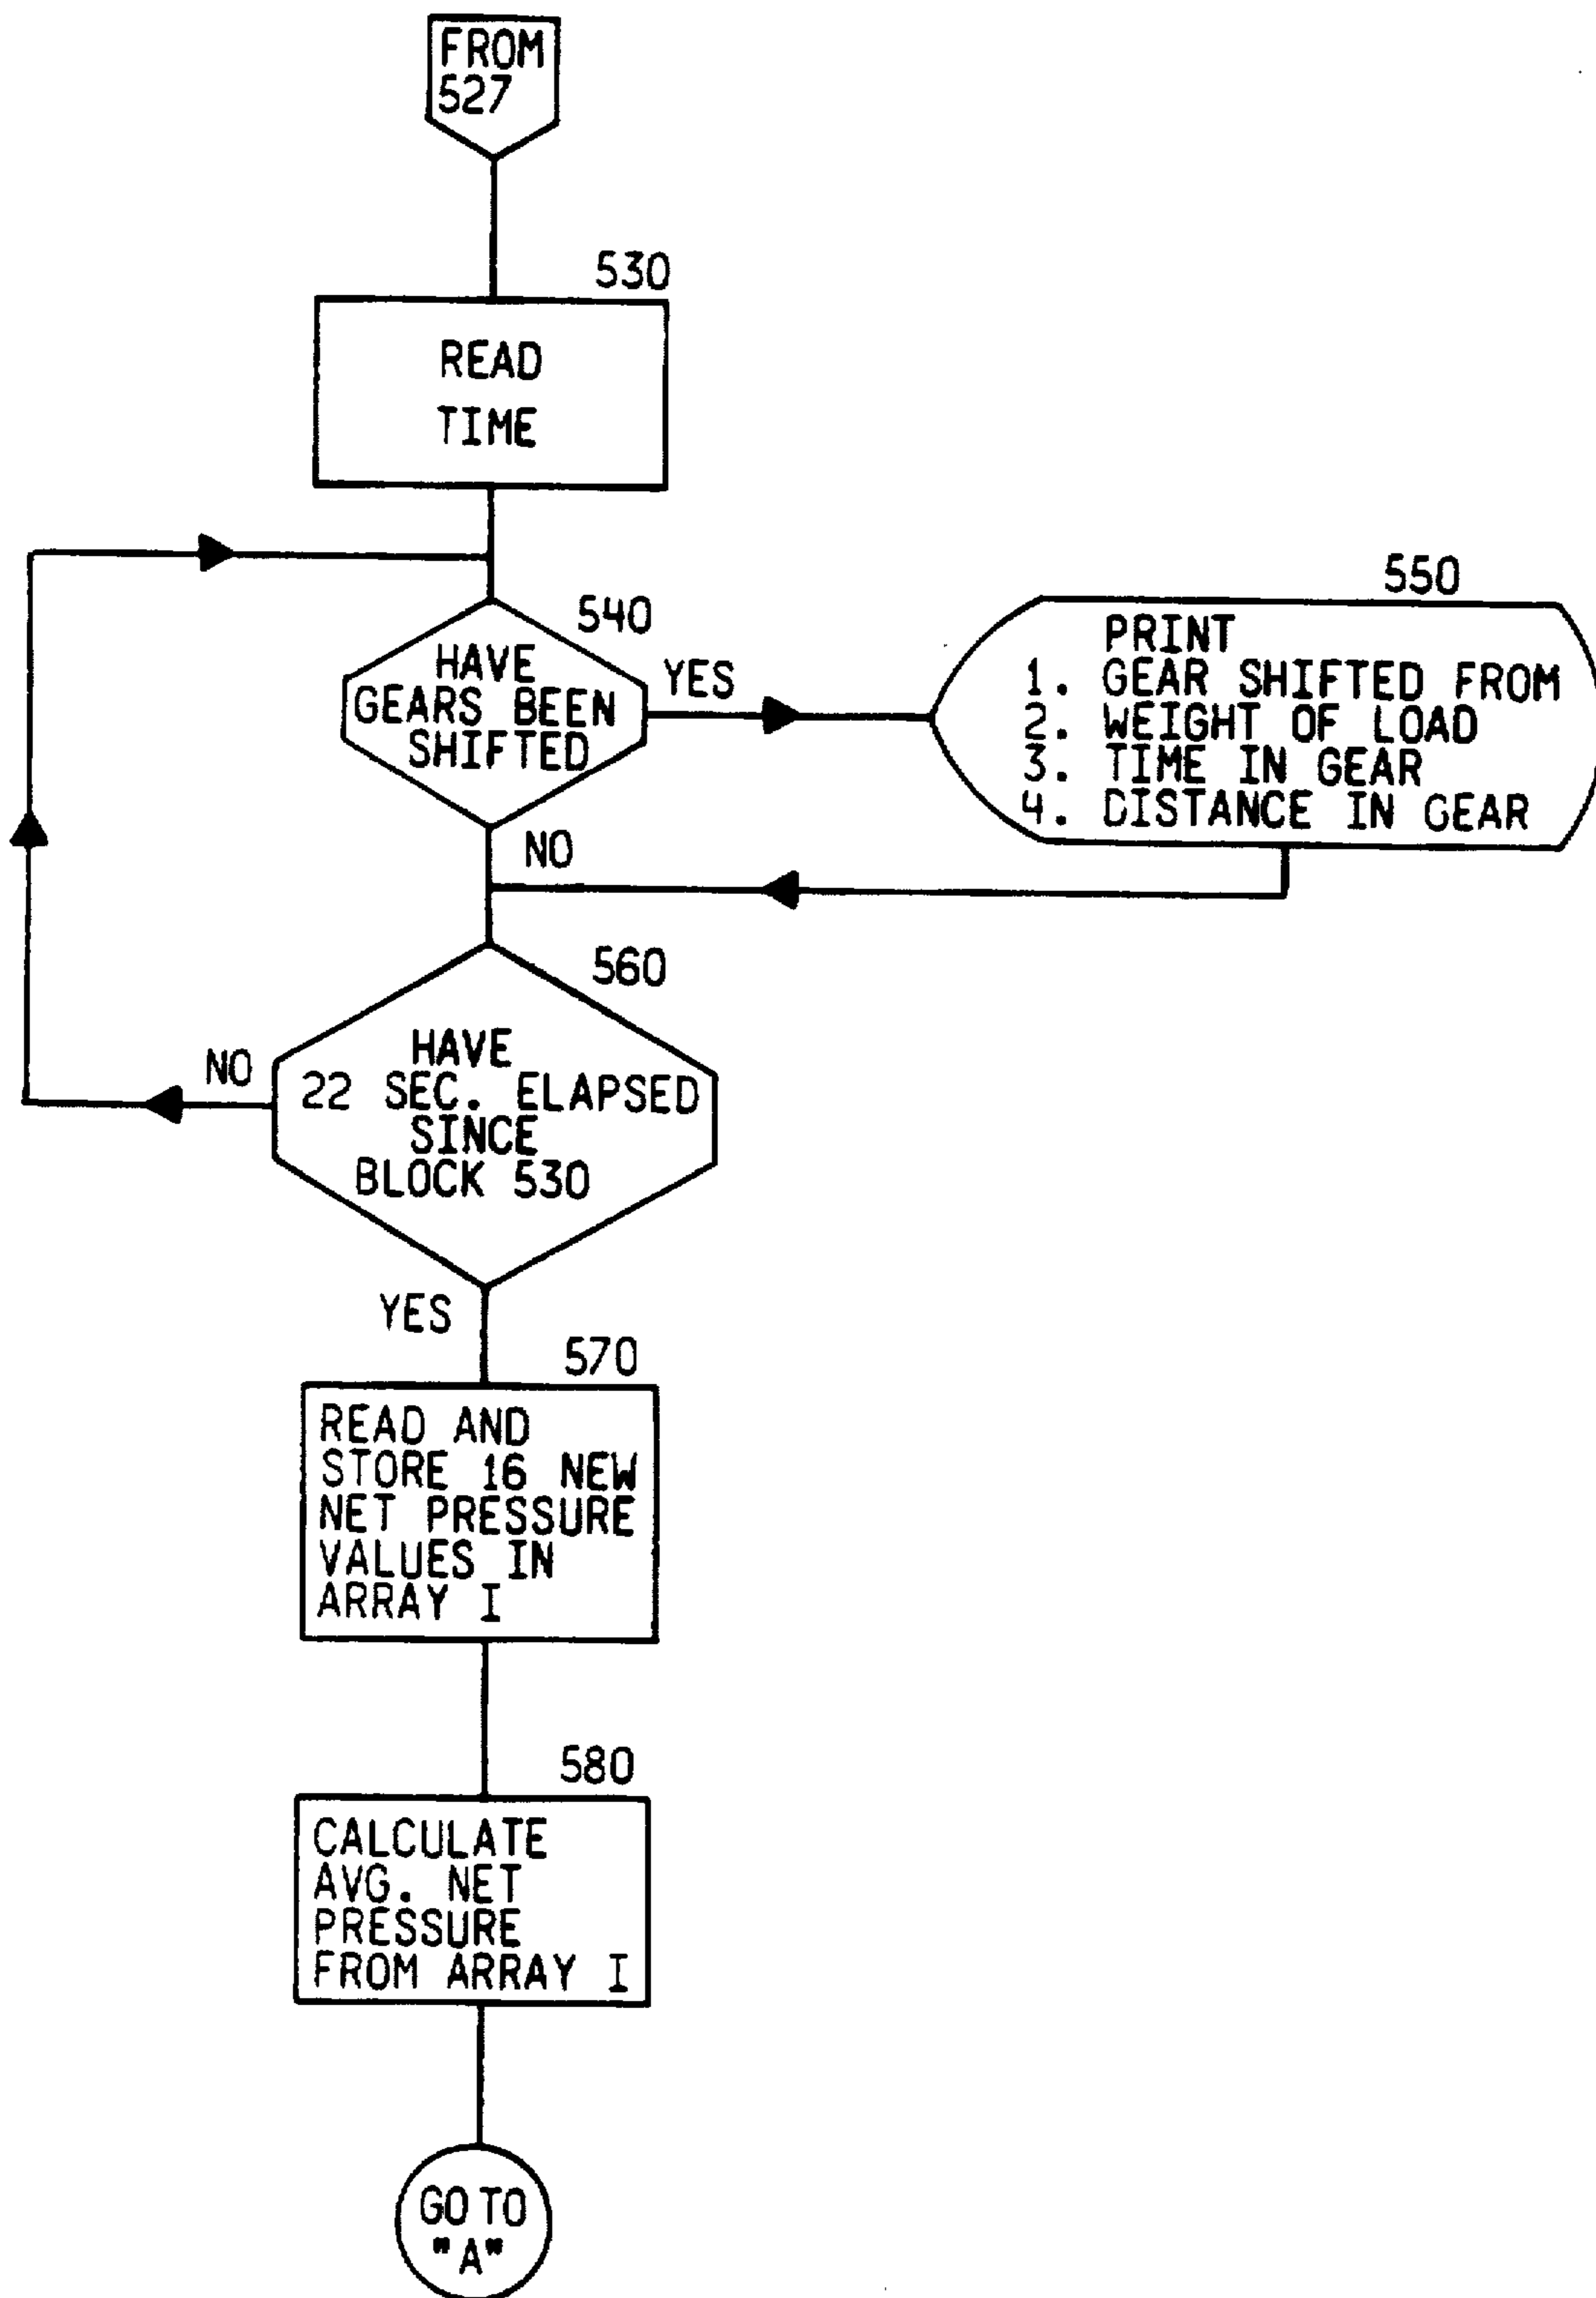 FROM
527
530
READ
TIME
540
HAVE
GEARS BEEN
SHIFTED
YES
550
PRINT
1. GEAR SHIFTED FROM
2. WEIGHT OF LOAD
3. TIME IN GEAR
4. DISTANCE IN GEAR
NO
560
HAVE
22 SEC. ELAPSED
SINCE
BLOCK 530
NO
YES
570
READ AND
STORE 16 NEW
NET PRESSURE
VALUES IN
ARRAY I
580
CALCULATE
AVG. NET
PRESSURE
FROM ARRAY I
GO TO
"A"